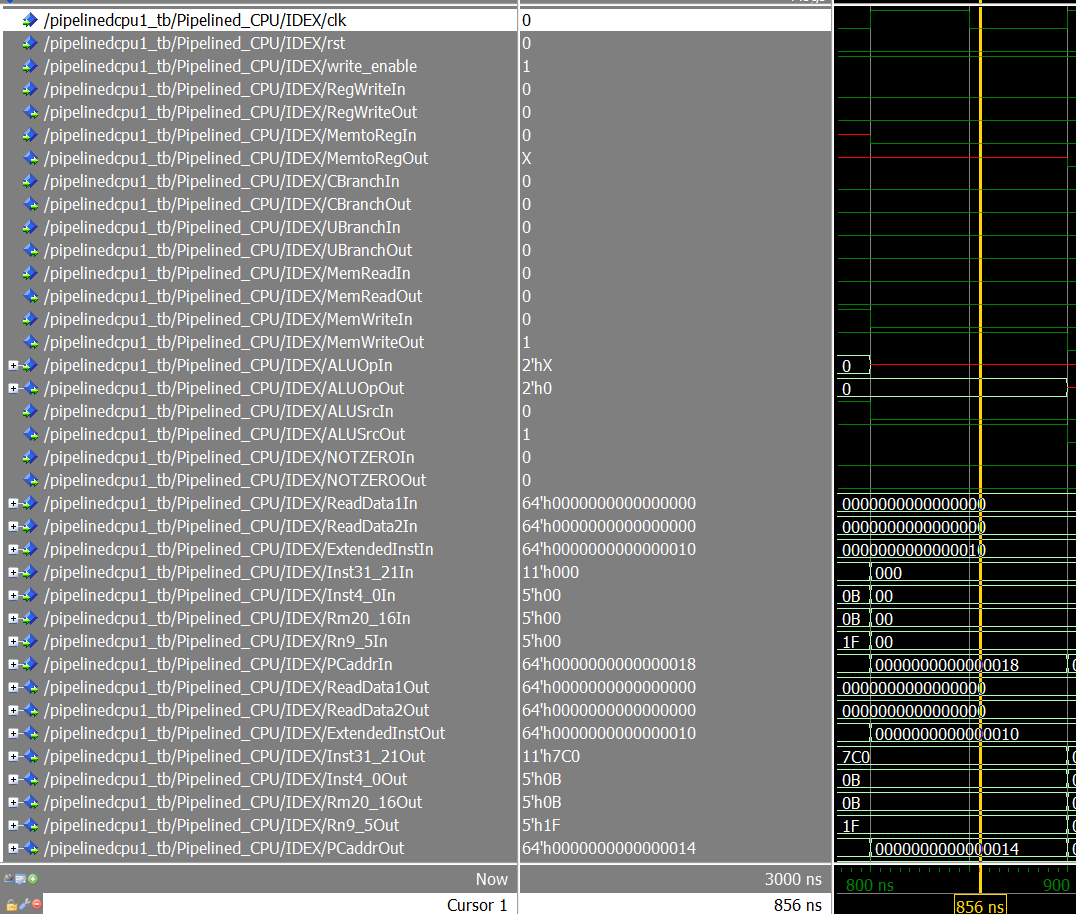 /pipelinedcpu1_tb/Pipelined_CPU/IDEX/clk 0
/pipelinedcpu1_tb/Pipelined_CPU/IDEX/rst 0
/pipelinedcpu1_tb/Pipelined_CPU/IDEX/write_enable 1
/pipelinedcpu1_tb/Pipelined_CPU/IDEX/RegWriteIn 0
/pipelinedcpu1_tb/Pipelined_CPU/IDEX/RegWriteOut 0
/pipelinedcpu1_tb/Pipelined_CPU/IDEX/MemtoRegIn 0
/pipelinedcpu1_tb/Pipelined_CPU/IDEX/MemtoRegOut X
/pipelinedcpu1_tb/Pipelined_CPU/IDEX/CBranchIn 0
/pipelinedcpu1_tb/Pipelined_CPU/IDEX/CBranchOut 0
/pipelinedcpu1_tb/Pipelined_CPU/IDEX/UBranchIn 0
/pipelinedcpu1_tb/Pipelined_CPU/IDEX/UBranchOut 0
/pipelinedcpu1_tb/Pipelined_CPU/IDEX/MemReadIn 0
/pipelinedcpu1_tb/Pipelined_CPU/IDEX/MemReadOut 0
/pipelinedcpu1_tb/Pipelined_CPU/IDEX/MemWriteIn 0
/pipelinedcpu1_tb/Pipelined_CPU/IDEX/MemWriteOut 1
/pipelinedcpu1_tb/Pipelined_CPU/IDEX/ALUOpIn 2'hX 0
/pipelinedcpu1_tb/Pipelined_CPU/IDEX/ALUOpOut 2'h0 0
/pipelinedcpu1_tb/Pipelined_CPU/IDEX/ALUSrcIn 0
/pipelinedcpu1_tb/Pipelined_CPU/IDEX/ALUSrcOut 1
/pipelinedcpu1_tb/Pipelined_CPU/IDEX/NOTZEROIn 0
/pipelinedcpu1_tb/Pipelined_CPU/IDEX/NOTZEROOut 0
/pipelinedcpu1_tb/Pipelined_CPU/IDEX/ReadData1In 64'h0000000000000000 0000000000000000
/pipelinedcpu1_tb/Pipelined_CPU/IDEX/ReadData2In 64'h0000000000000000 0000000000000000
/pipelinedcpu1_tb/Pipelined_CPU/IDEX/ExtendedInstIn 64'h0000000000000010 0000000000000010
/pipelinedcpu1_tb/Pipelined_CPU/IDEX/Inst31_21In 11'h000 000
/pipelinedcpu1_tb/Pipelined_CPU/IDEX/Inst4_0In 5'h00 0B 00
/pipelinedcpu1_tb/Pipelined_CPU/IDEX/Rm20_16In 5'h00 0B 00
/pipelinedcpu1_tb/Pipelined_CPU/IDEX/Rn9_5In 5'h00 1F 00
/pipelinedcpu1_tb/Pipelined_CPU/IDEX/PCaddrIn 64'h0000000000000018 0000000000000018
/pipelinedcpu1_tb/Pipelined_CPU/IDEX/ReadData1Out 64'h0000000000000000 0000000000000000
/pipelinedcpu1_tb/Pipelined_CPU/IDEX/ReadData2Out 64'h0000000000000000 0000000000000000
/pipelinedcpu1_tb/Pipelined_CPU/IDEX/ExtendedInstOut 64'h0000000000000010 0000000000000010
/pipelinedcpu1_tb/Pipelined_CPU/IDEX/Inst31_21Out 11'h7C0 7C0
/pipelinedcpu1_tb/Pipelined_CPU/IDEX/Inst4_0Out 5'h0B 0B
/pipelinedcpu1_tb/Pipelined_CPU/IDEX/Rm20_16Out 5'h0B 0B
/pipelinedcpu1_tb/Pipelined_CPU/IDEX/Rn9_5Out 5'h1F 1F
/pipelinedcpu1_tb/Pipelined_CPU/IDEX/PCaddrOut 64'h0000000000000014 0000000000000014
Now 3000 ns 800 ns 900
Cursor 1 856 ns 856 ns